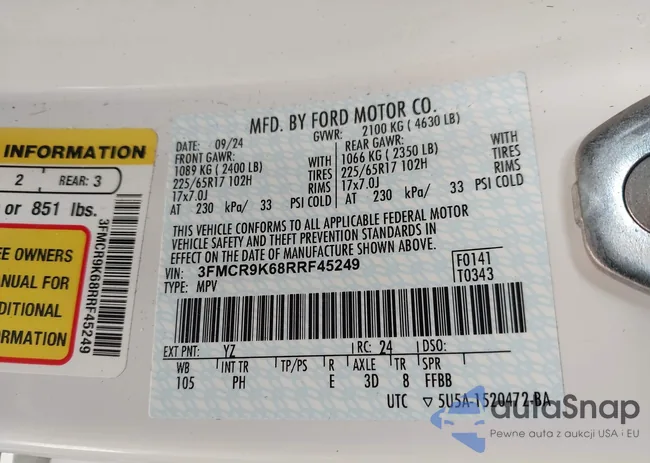 INFORMATION
2 REAR: 3
or 851 lbs.
EE OWNERS
ANUAL FOR
DITIONAL
FORMATION
3FMCR9K68RRF45249
MFD. BY FORD MOTOR CO.
DATE: 09/24 GVWR: 2100 KG ( 4630 LB)
FRONT GAWR: REAR GAWR: WITH
1089 KG ( 2400 LB) WITH 1066 KG ( 2350 LB) TIRES
225/65R17 102H TIRES 225/65R17 102H RIMS
17x7.0J RIMS 17x7.0J
AT 230 kPa/ 33 PSI COLD AT 230 kPa/ 33 PSI COLD
THIS VEHICLE CONFORMS TO ALL APPLICABLE FEDERAL MOTOR
VEHICLE SAFETY AND THEFT PREVENTION STANDARDS IN
EFFECT ON THE DATE OF MANUFACTURE SHOWN ABOVE.
VIN: 3FMCR9K68RRF45249 F0141
TYPE: MPV T0343
EXT PNT: YZ RC: 24 DSO:
WB INT TR TP/PS R AXLE TR SPR
105 PH E 3D 8 FFBB
UTC ▽ 5U5A-1520472-BA
autaSnap
Pewne auta z aukcji USA i EU